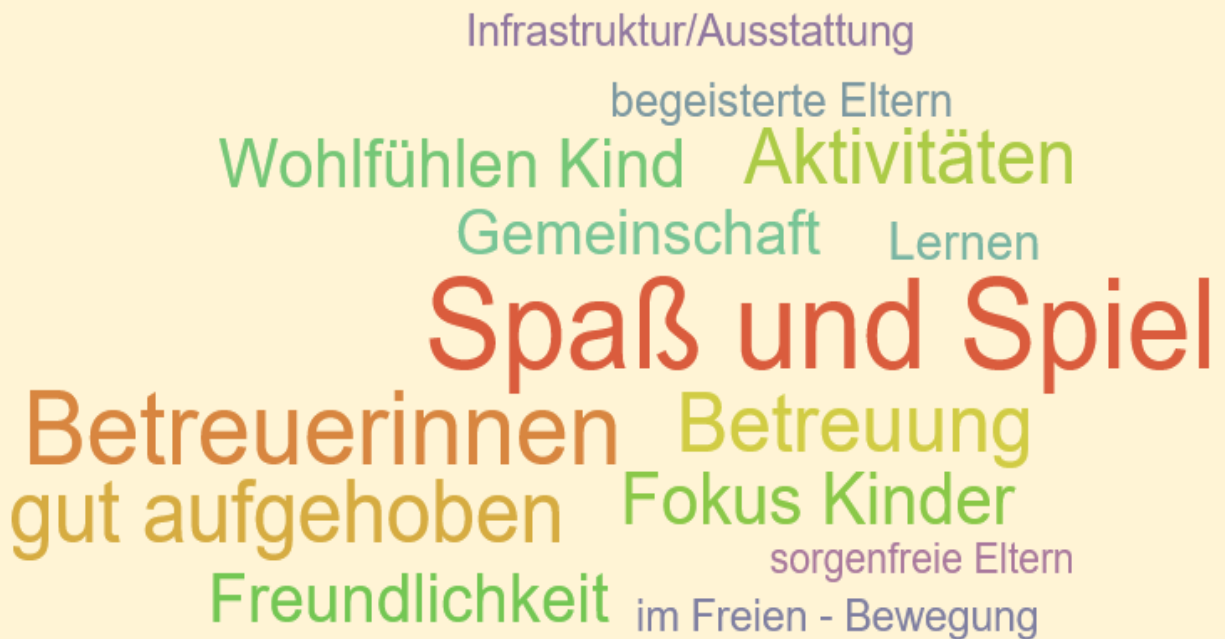 Infrastruktur/Ausstattung
begeisterte Eltern
Wohlfühlen Kind Aktivitäten
Gemeinschaft Lernen
Spaß und Spiel
Betreuerinnen Betreuung
gut aufgehoben Fokus Kinder
sorgenfreie Eltern
Freundlichkeit im Freien - Bewegung